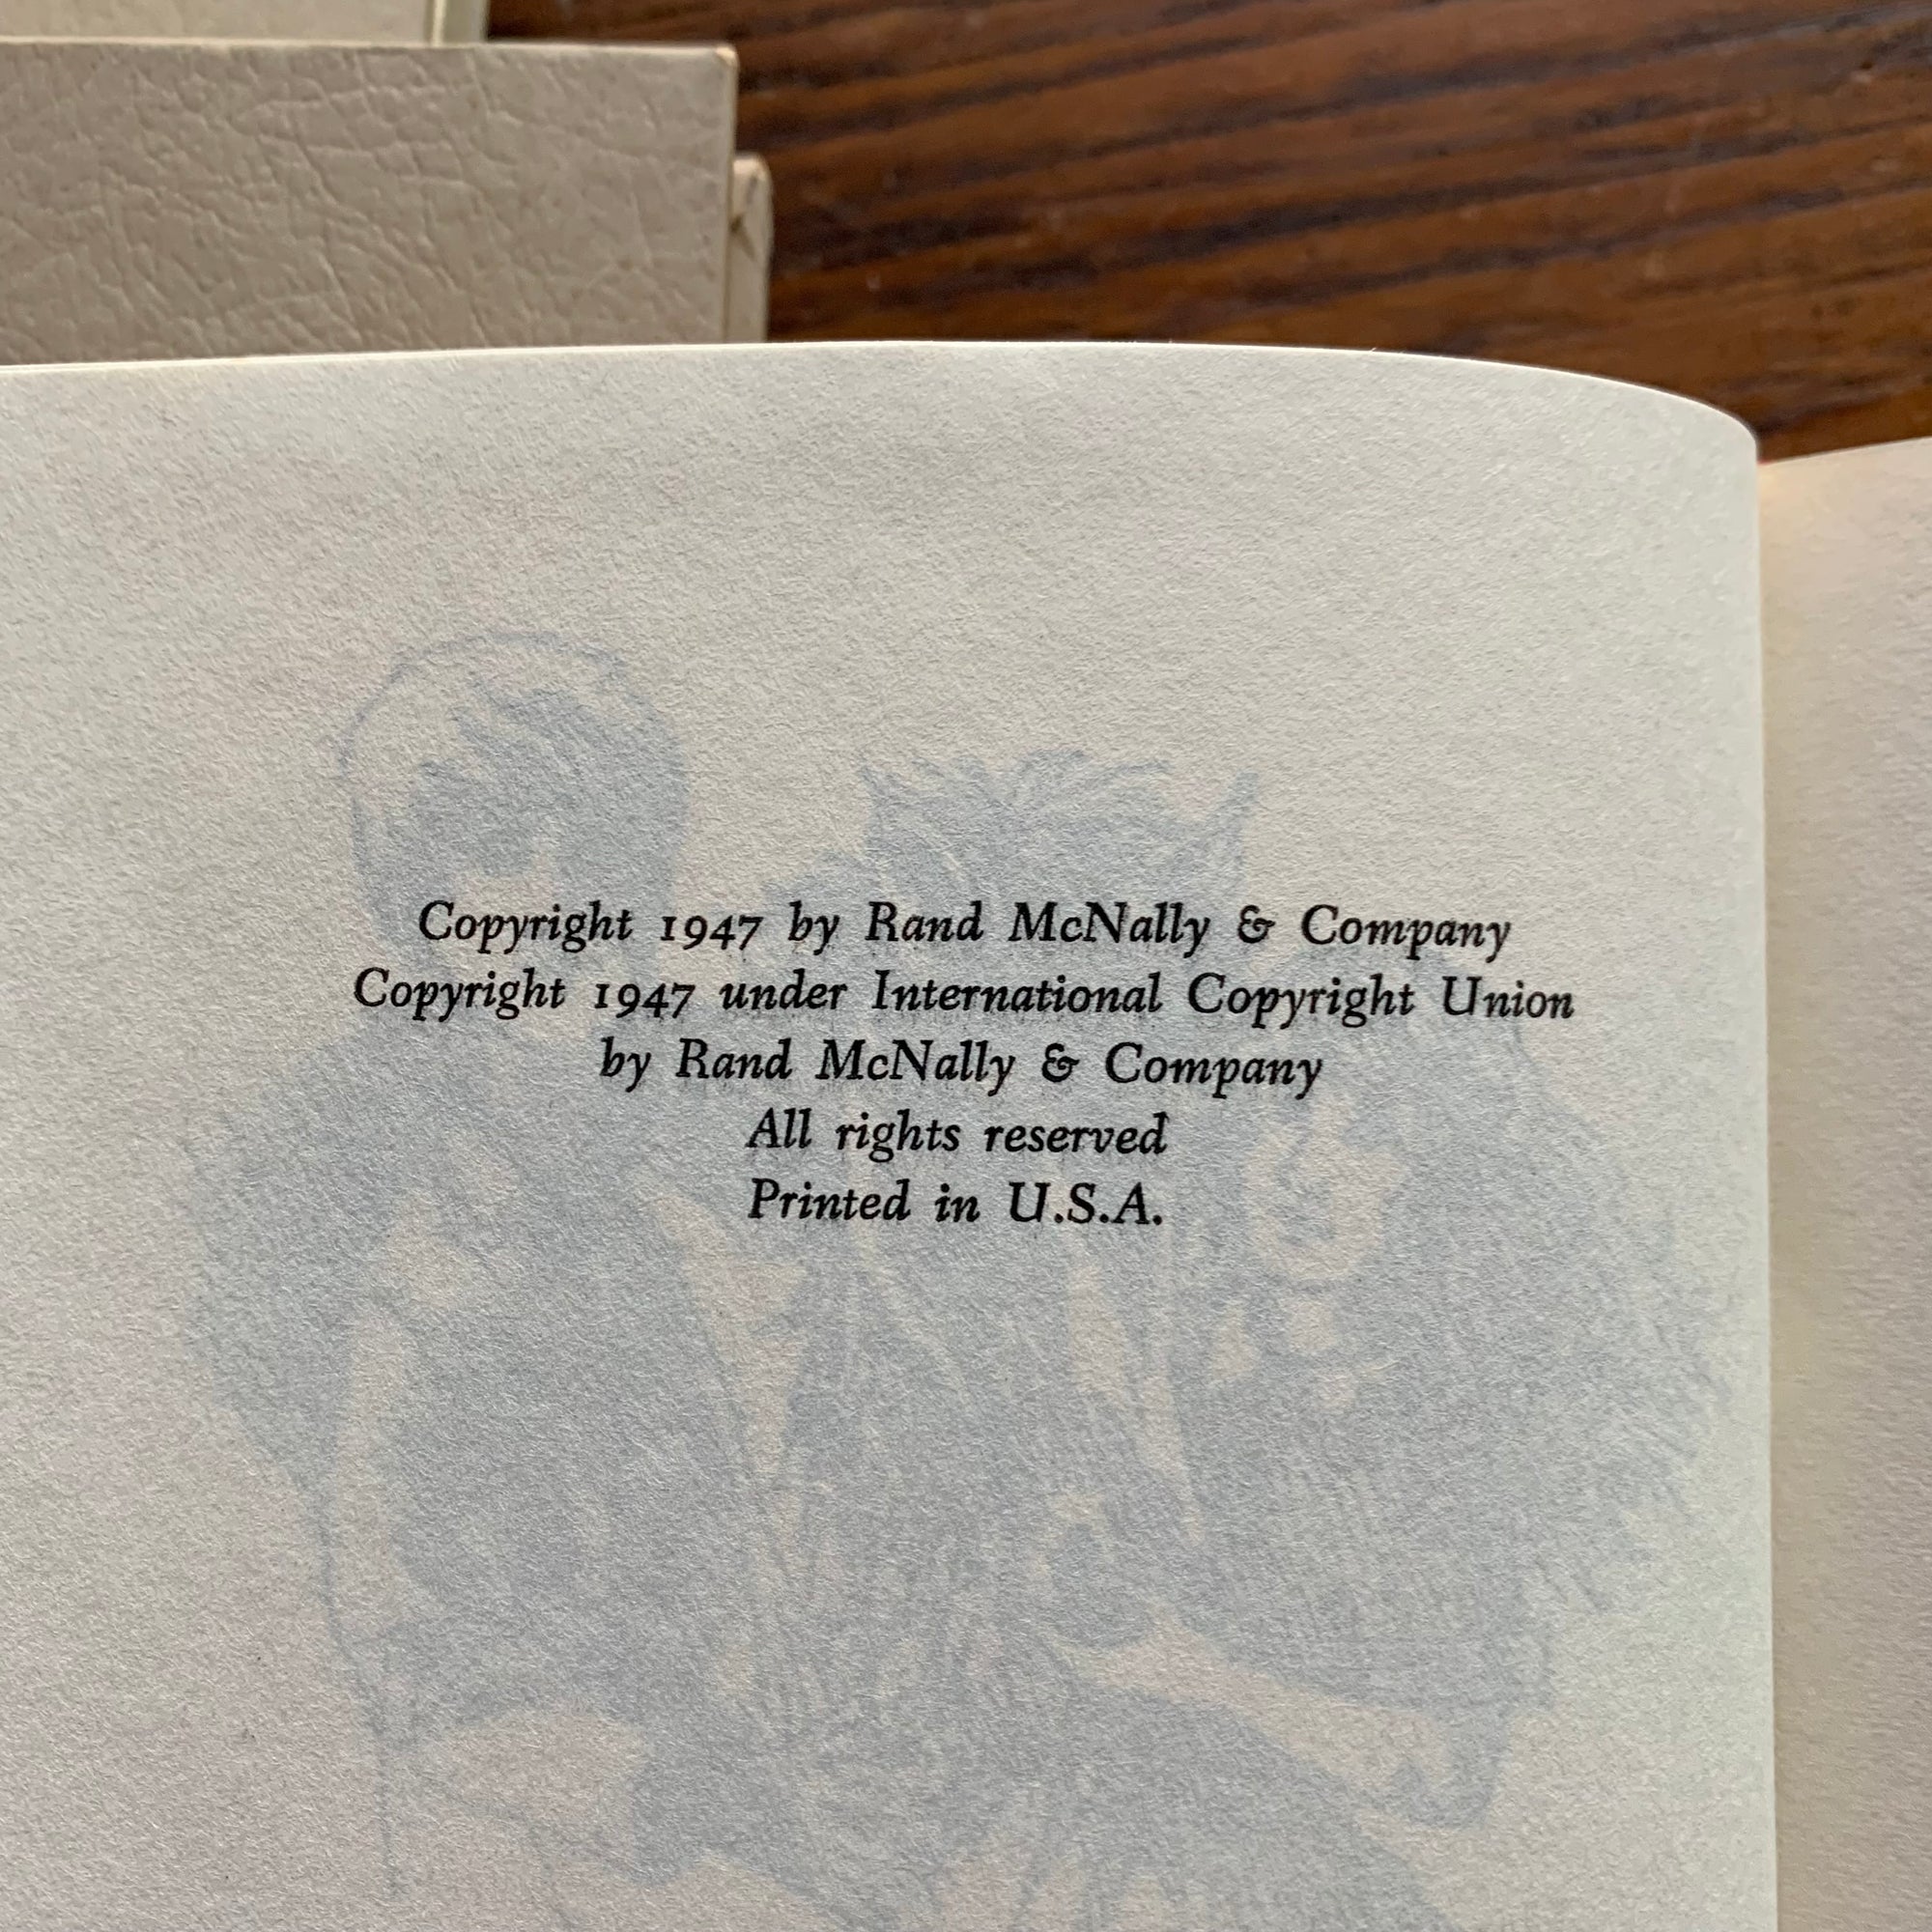 Copyright 1947 by Rand McNally & Company
Copyright 1947 under International Copyright Union
by Rand McNally & Company
All rights reserved
Printed in U.S.A.